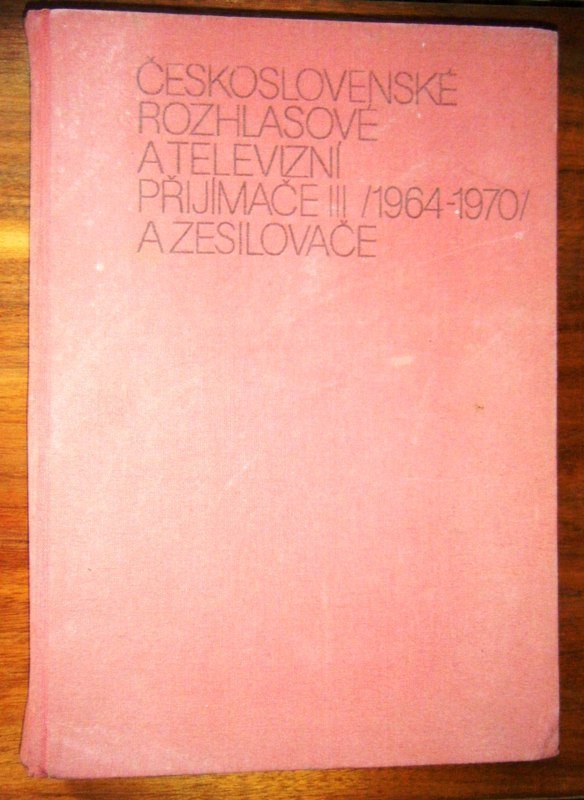 ČESKOSLOVENSKÉ
ROZHLASOVÉ
A TELEVIZNÍ
PŘIJÍMAČE III /1964-1970/
A ZESILOVAČE